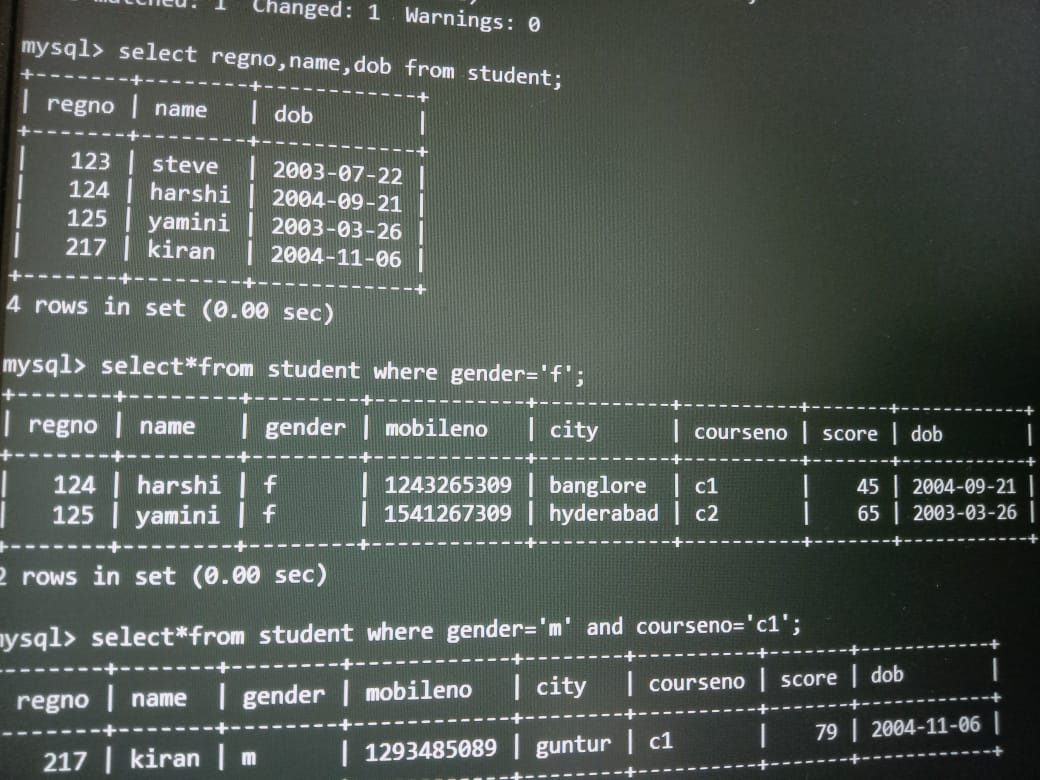 matched: 1 Changed: 1 Warnings: 0
mysql> select regno,name,dob from student;
+-------+--------+------------+
| regno | name | dob |
+-------+--------+------------+
| 123 | steve | 2003-07-22 |
| 124 | harshi | 2004-09-21 |
| 125 | yamini | 2003-03-26 |
| 217 | kiran | 2004-11-06 |
+-------+--------+------------+
4 rows in set (0.00 sec)
mysql> select*from student where gender='f';
+-------+--------+--------+------------+-----------+----------+-------+------------+
| regno | name | gender | mobileno | city | courseno | score | dob |
+-------+--------+--------+------------+-----------+----------+-------+------------+
| 124 | harshi | f | 1243265309 | banglore | c1 | 45 | 2004-09-21 |
| 125 | yamini | f | 1541267309 | hyderabad | c2 | 65 | 2003-03-26 |
+-------+--------+--------+------------+-----------+----------+-------+------------+
2 rows in set (0.00 sec)
mysql> select*from student where gender='m' and courseno='c1';
-------+-------+--------+------------+--------+----------+-------+------------+
regno | name | gender | mobileno | city | courseno | score | dob |
-------+-------+--------+------------+--------+----------+-------+------------+
217 | kiran | m | 1293485089 | guntur | c1 | 79 | 2004-11-06 |
-------+-------+--------+------------+--------+----------+-------+------------+